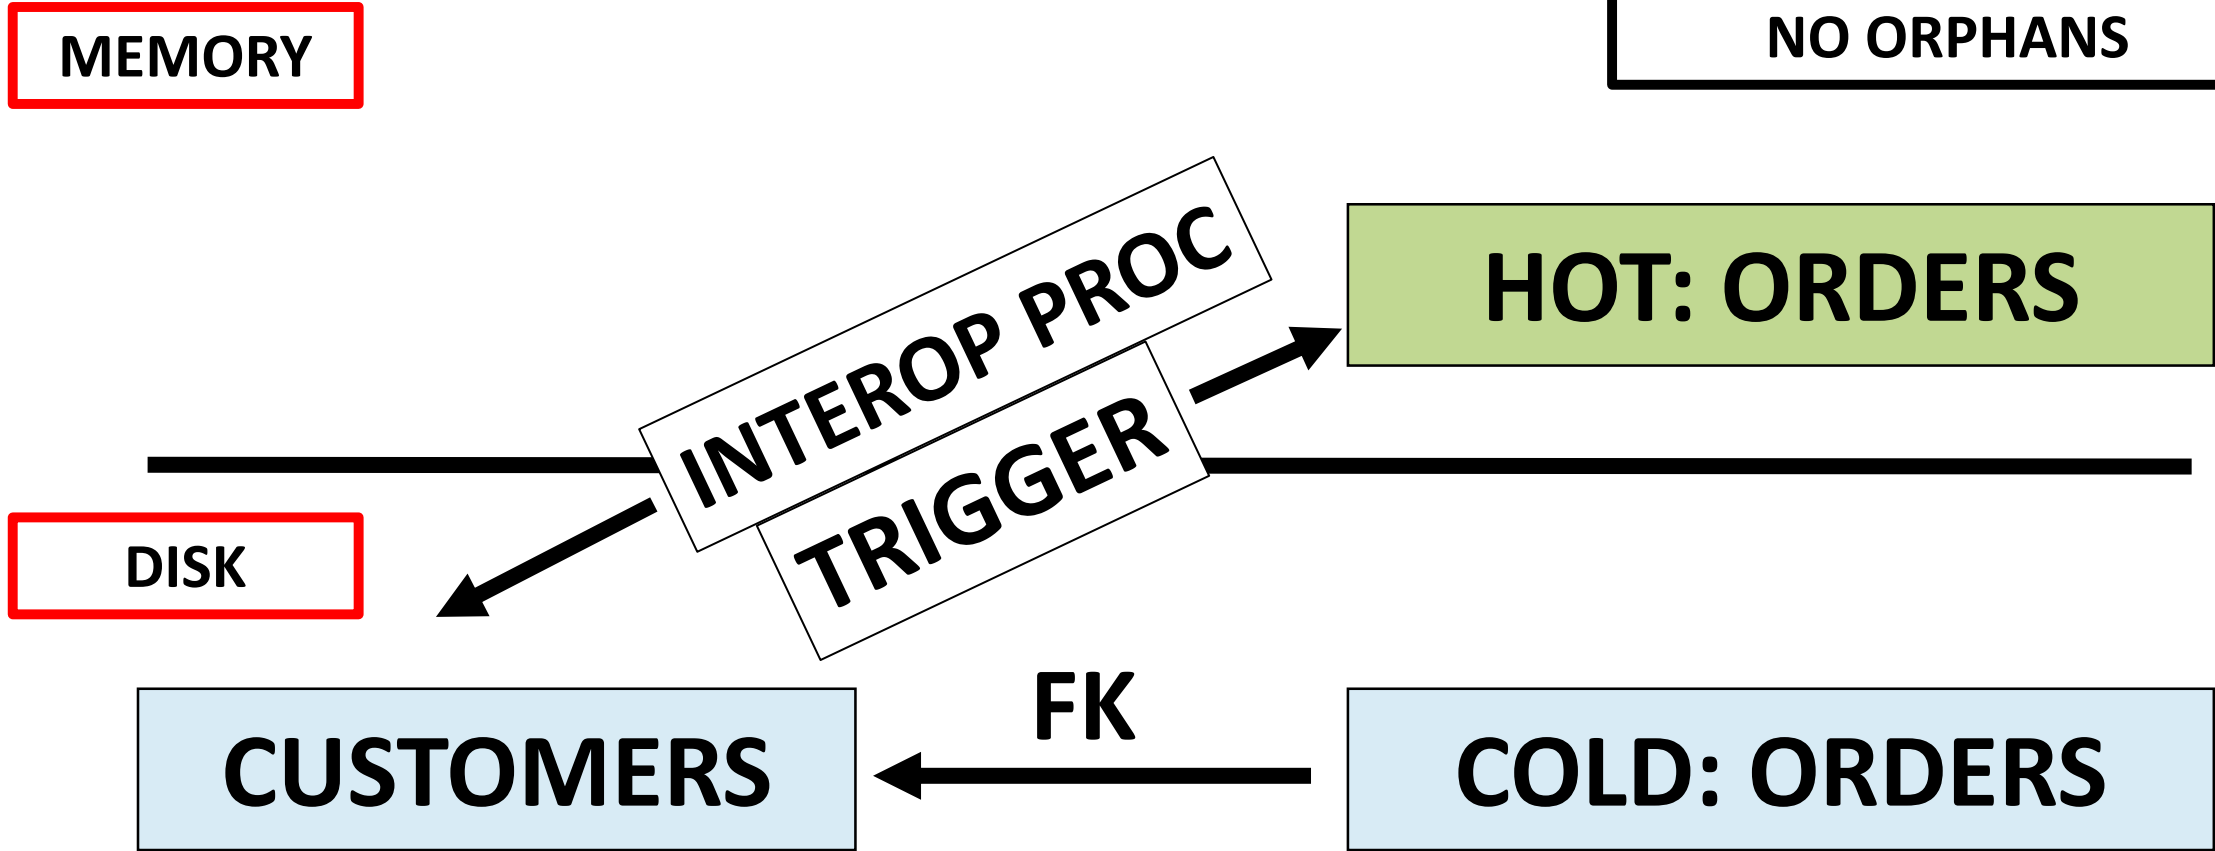 MEMORY
NO ORPHANS
HOT: ORDERS
INTEROP PROC
TRIGGER
DISK
FK
CUSTOMERS
COLD: ORDERS